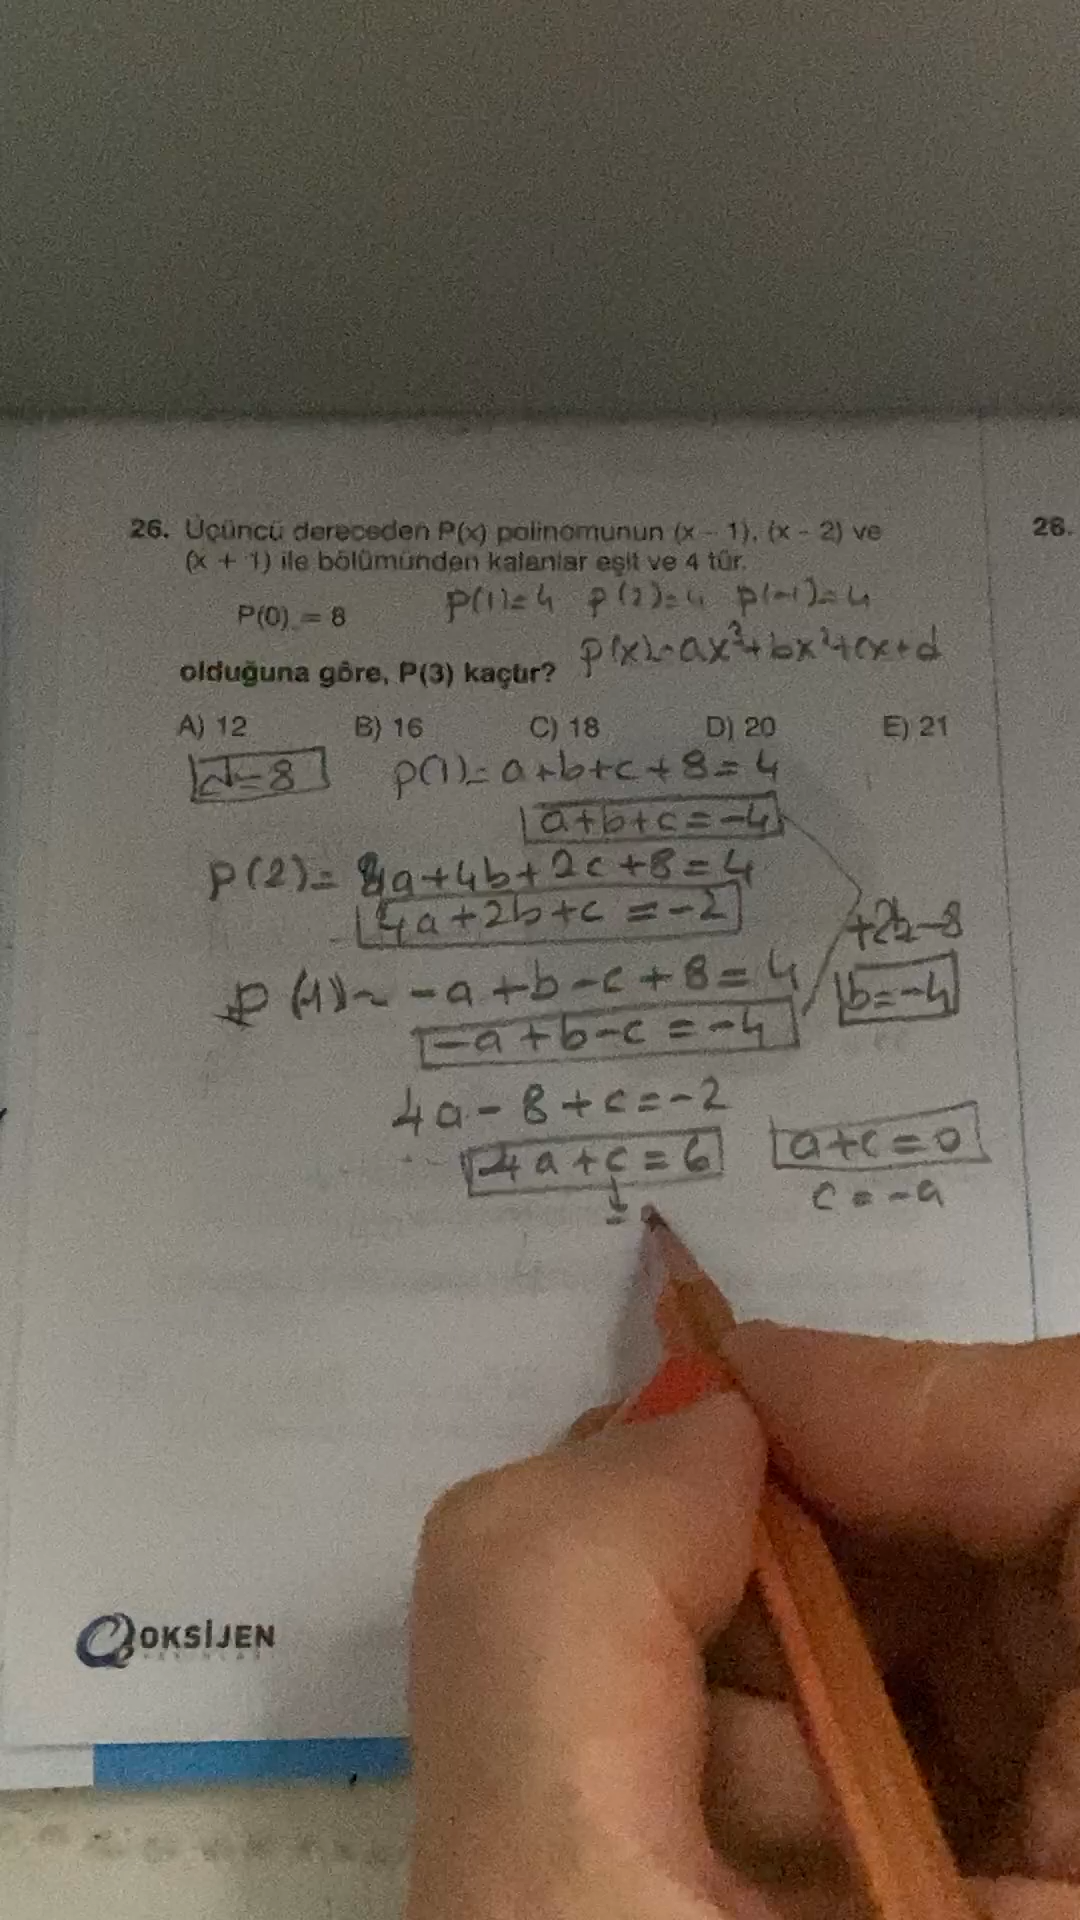 26. Üçüncü dereceden P(x) polinomunun (x - 1), (x - 2) ve
(x + 1) ile bölümünden kalanlar eşit ve 4 tür.
p(1)=4 p(2)=4 p(-1)=4
P(0) = 8
p(x)=ax³+bx²+cx+d
olduğuna göre, P(3) kaçtır?
A) 12 B) 16 C) 18 D) 20 E) 21
d=8 p(1)=a+b+c+8=4
a+b+c=-4
p(2)=8a+4b+2c+8=4
4a+2b+c=-2
+2b-8
p(-1)=-a+b-c+8=4
b=-4
-a+b-c=-4
4a-8+c=-2
4a+c=6 a+c=0
c=-a
28.
OKSİJEN
YAYINLARI